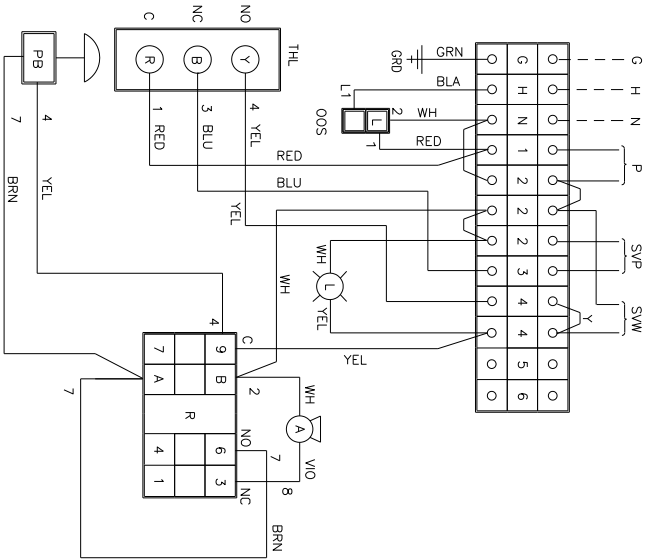 C
NC
NO
THL
R
B
Y
1
RED
3
BLU
4
YEL
PB
7
BRN
4
YEL
GRN
GRD
BLA
L1
OOS
L
2
WH
1
RED
RED
BLU
YEL
WH
WH
L
YEL
YEL
G
H
N
1
2
2
2
3
4
4
5
6
G
H
N
P
SVP
SVW
Y
4
C
7
9
A
B
R
4
6
1
3
2
NO
NC
7
WH
A
VIO
8
7
BRN